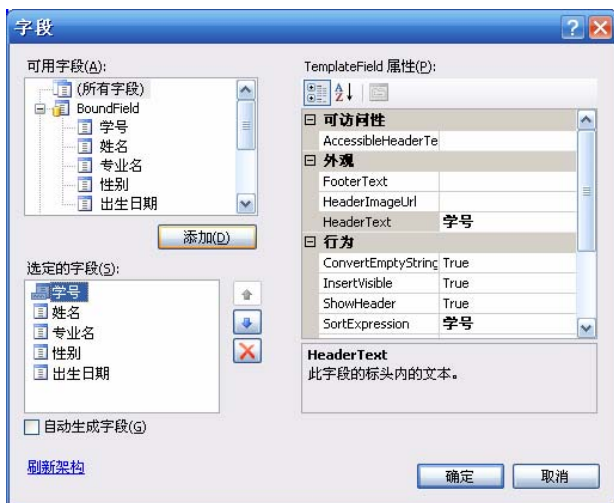 字段
可用字段(A):
(所有字段)
BoundField
学号
姓名
专业名
性别
出生日期
添加(D)
选定的字段(S):
学号
姓名
专业名
性别
出生日期
自动生成字段(G)
刷新架构
TemplateField 属性(P):
可访问性
AccessibleHeaderTe
外观
FooterText
HeaderImageUrl
HeaderText 学号
行为
ConvertEmptyString True
InsertVisible True
ShowHeader True
SortExpression 学号
HeaderText
此字段的标头内的文本。
确定 取消